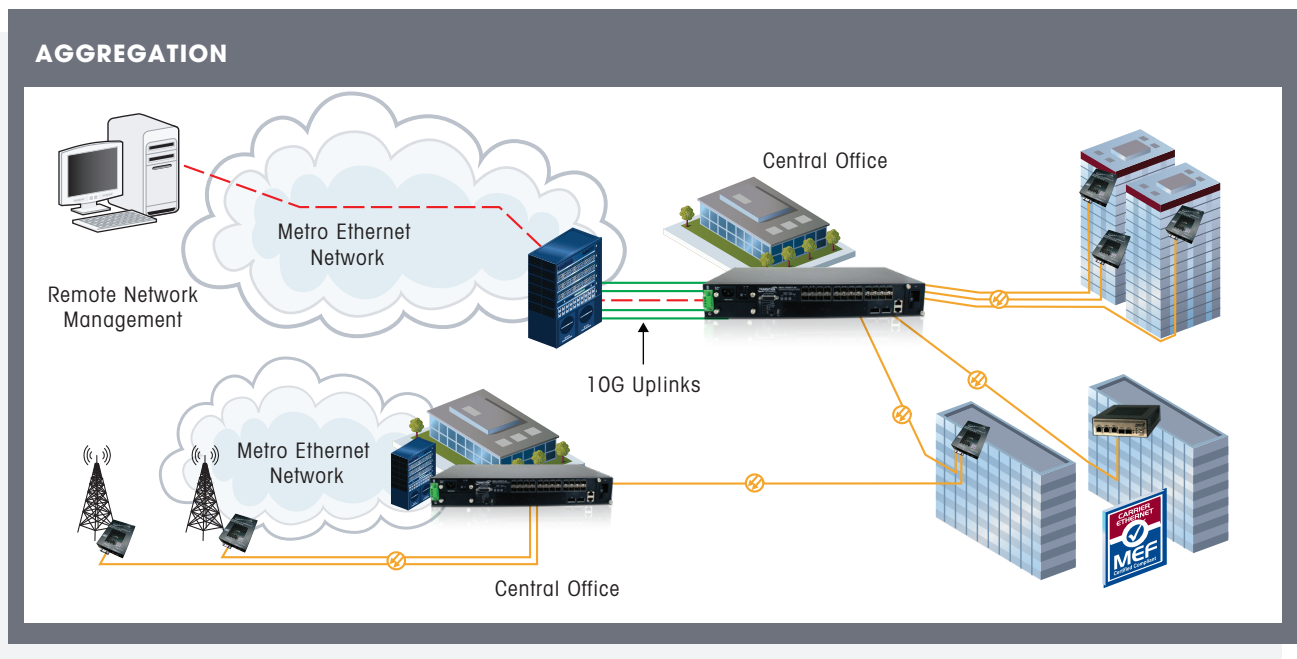 AGGREGATION
Central Office
Metro Ethernet
Network
Remote Network
Management
10G Uplinks
Metro Ethernet
Network
CARRIER
ETHERNET
MEF
Certified Compliant
Central Office